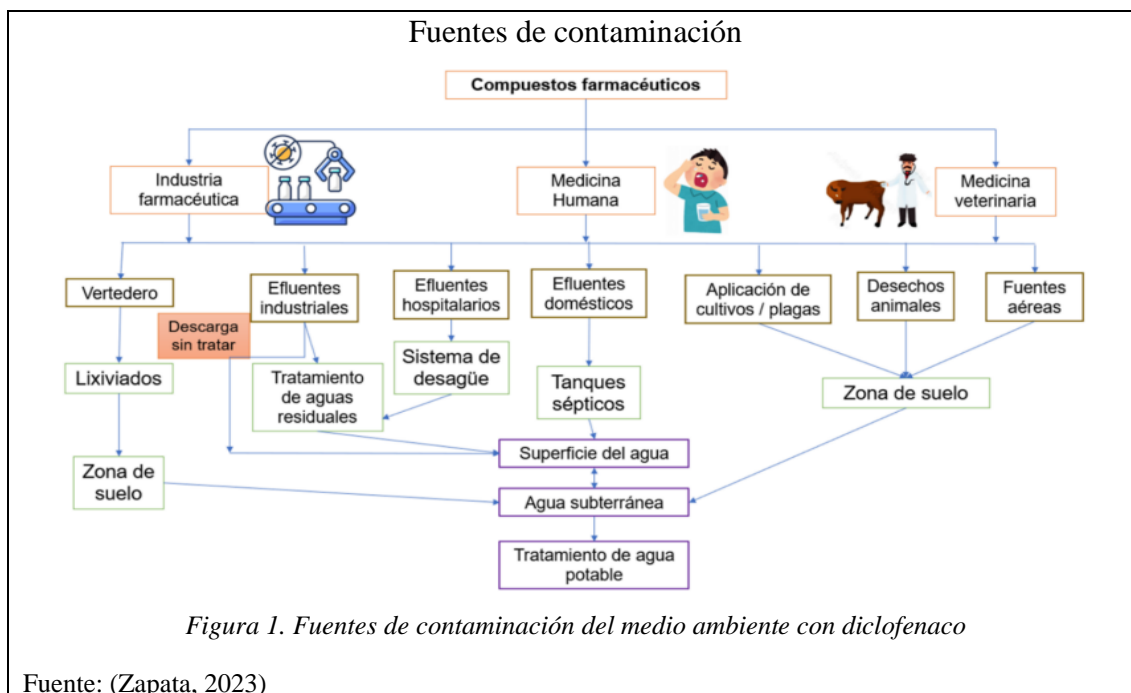 Fuentes de contaminación
Compuestos farmacéuticos
Industria
farmacéutica
Medicina
Humana
Medicina
veterinaria
Vertedero
Efluentes
industriales
Efluentes
hospitalarios
Efluentes
domésticos
Aplicación de
cultivos / plagas
Desechos
animales
Fuentes
aéreas
Descarga
sin tratar
Lixiviados
Tratamiento
de aguas
residuales
Sistema de
desagüe
Tanques
sépticos
Zona de suelo
Superficie del agua
Zona de
suelo
Agua subterránea
Tratamiento de agua
potable
Figura 1. Fuentes de contaminación del medio ambiente con diclofenaco
Fuente: (Zapata, 2023)